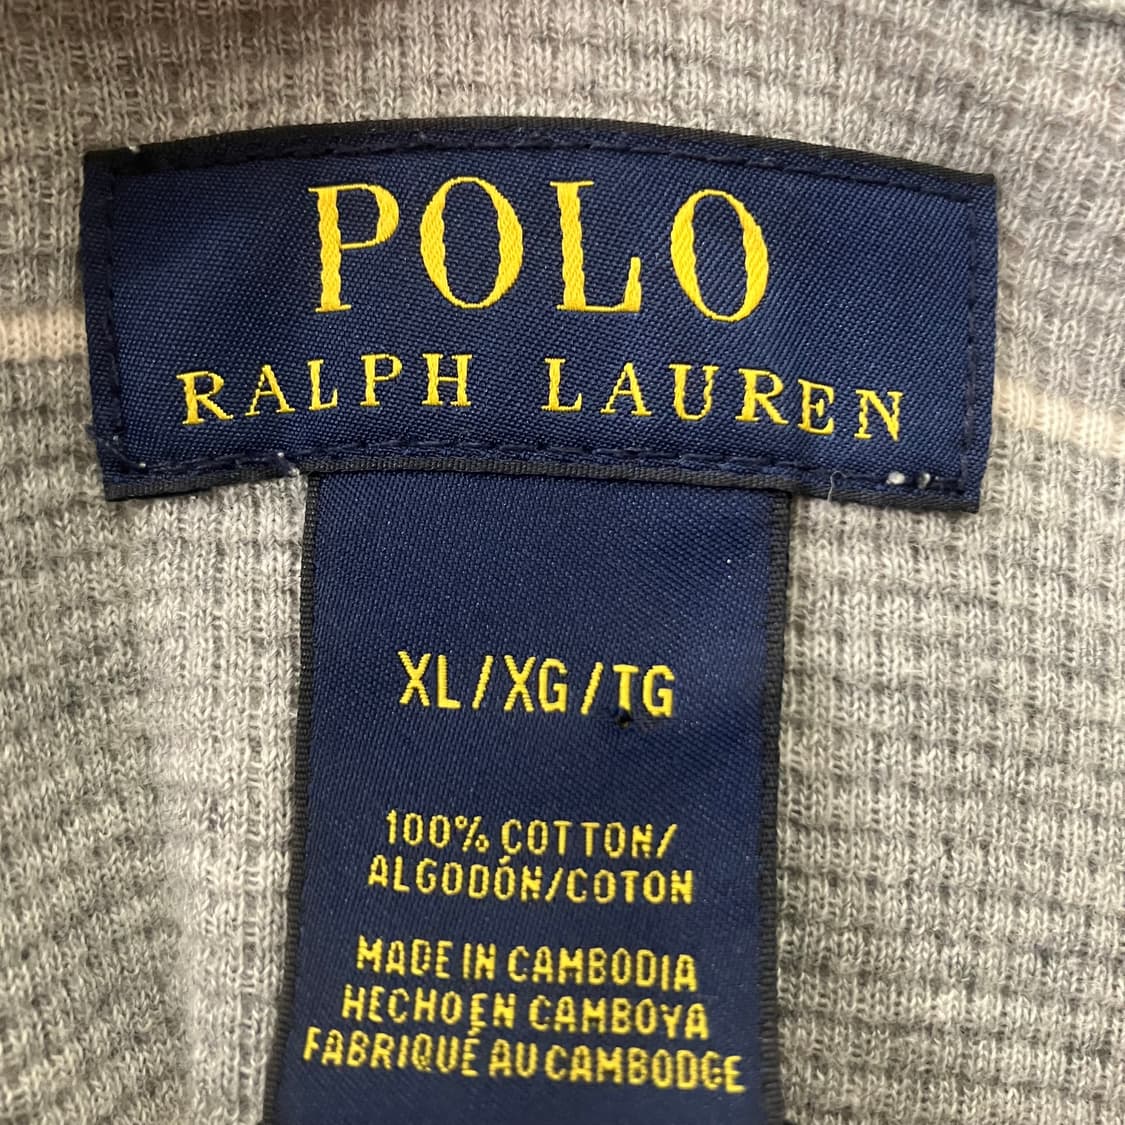 POLO
RALPH LAUREN
XL/XG/TG
100% COTTON/
ALGODÓN/COTON
MADE IN CAMBODIA
HECHO EN CAMBOYA
FABRIQUÉ AU CAMBODGE